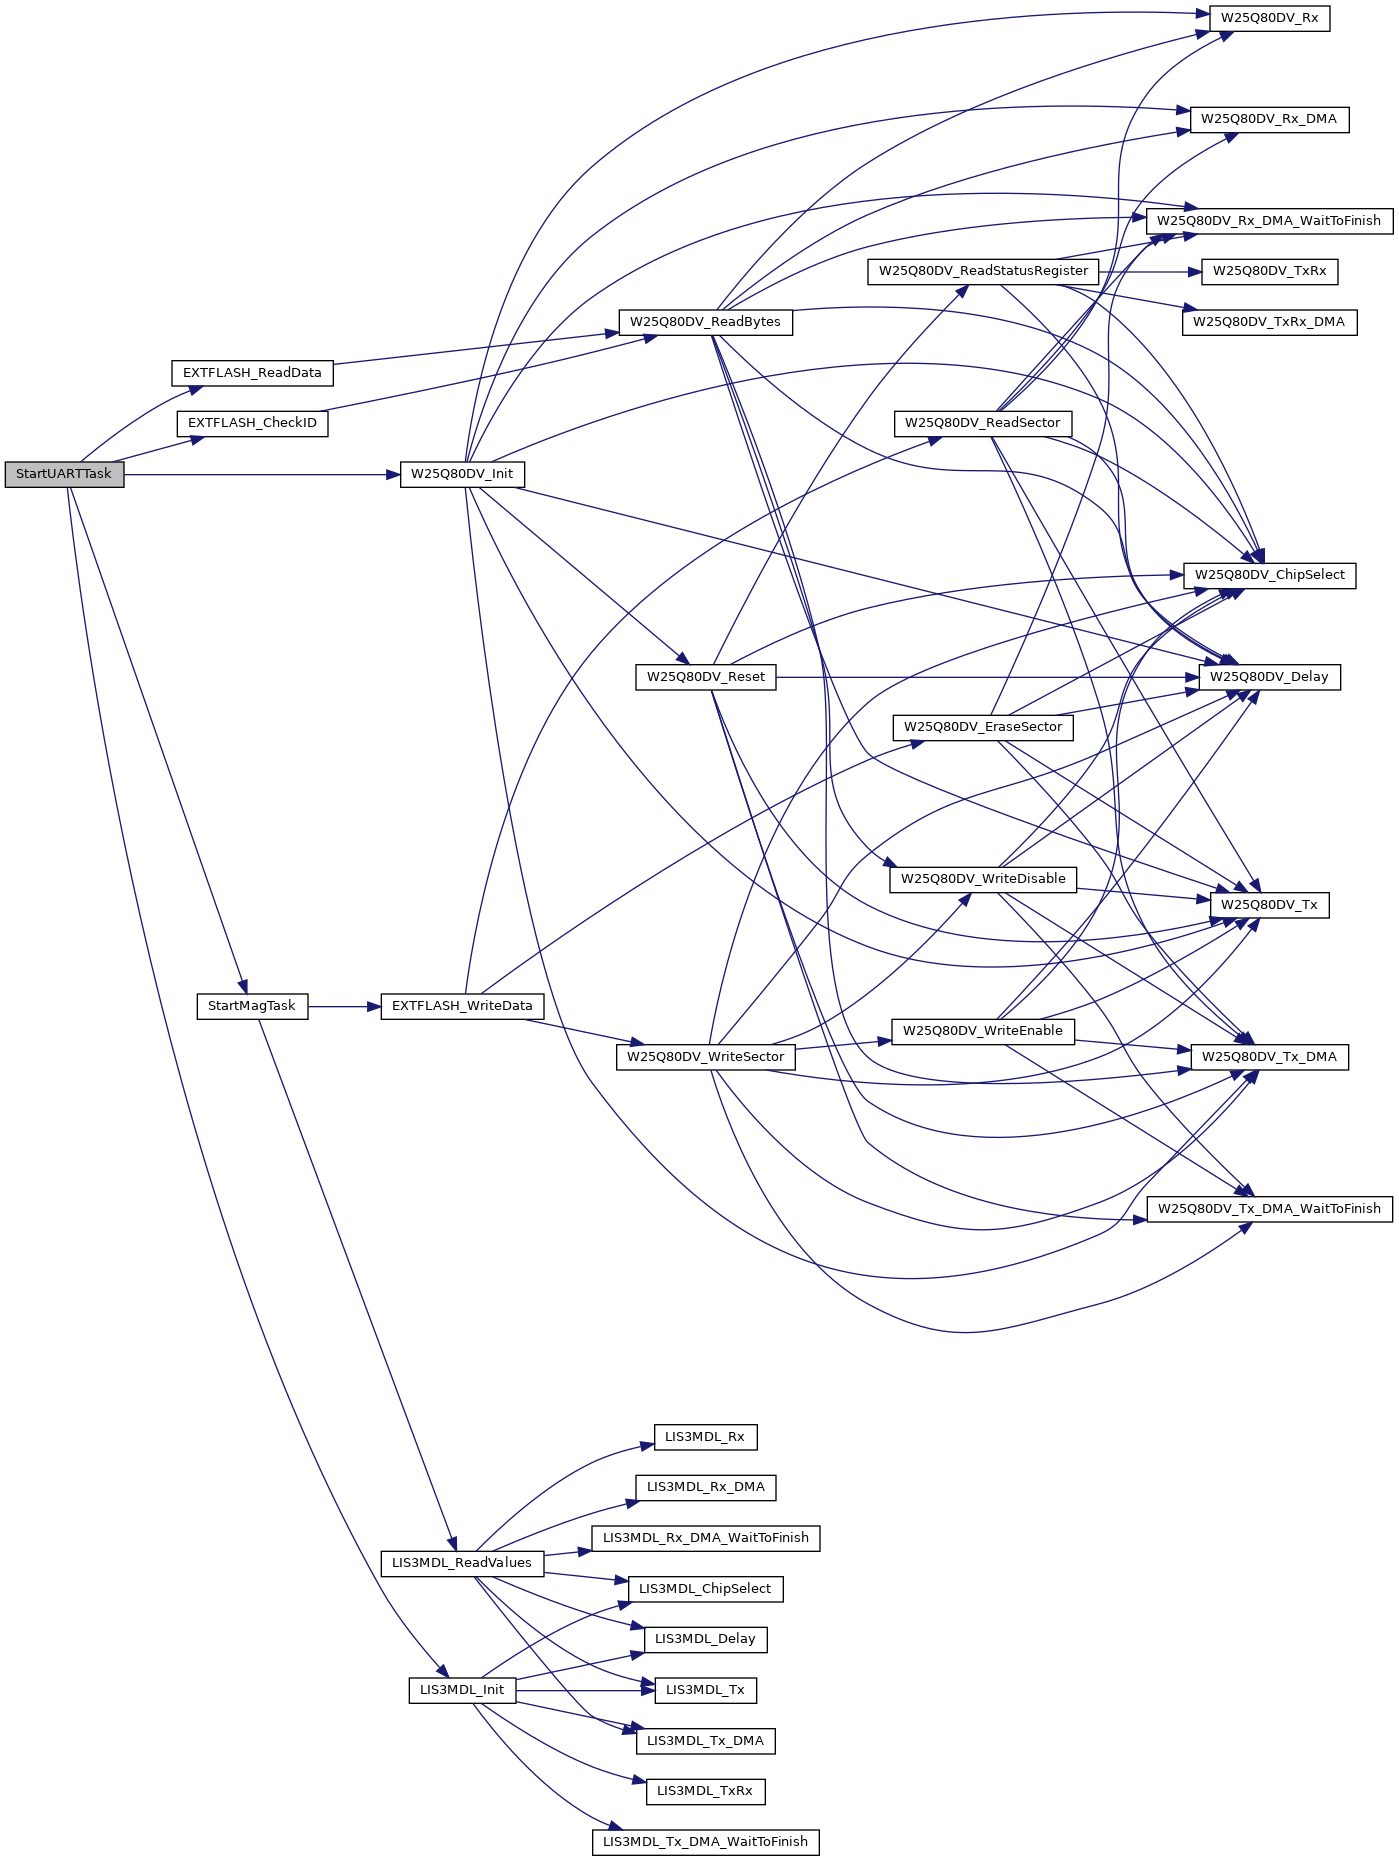 W25Q80DV_Rx
W25Q80DV_Rx_DMA
W25Q80DV_Rx_DMA_WaitToFinish
W25Q80DV_ReadStatusRegister
W25Q80DV_TxRx
W25Q80DV_ReadBytes
W25Q80DV_TxRx_DMA
EXTFLASH_ReadData
EXTFLASH_CheckID
W25Q80DV_ReadSector
StartUARTTask
W25Q80DV_Init
W25Q80DV_ChipSelect
W25Q80DV_Reset
W25Q80DV_Delay
W25Q80DV_EraseSector
W25Q80DV_WriteDisable
W25Q80DV_Tx
StartMagTask
EXTFLASH_WriteData
W25Q80DV_WriteEnable
W25Q80DV_WriteSector
W25Q80DV_Tx_DMA
W25Q80DV_Tx_DMA_WaitToFinish
LIS3MDL_Rx
LIS3MDL_Rx_DMA
LIS3MDL_Rx_DMA_WaitToFinish
LIS3MDL_ReadValues
LIS3MDL_ChipSelect
LIS3MDL_Delay
LIS3MDL_Init
LIS3MDL_Tx
LIS3MDL_Tx_DMA
LIS3MDL_TxRx
LIS3MDL_Tx_DMA_WaitToFinish